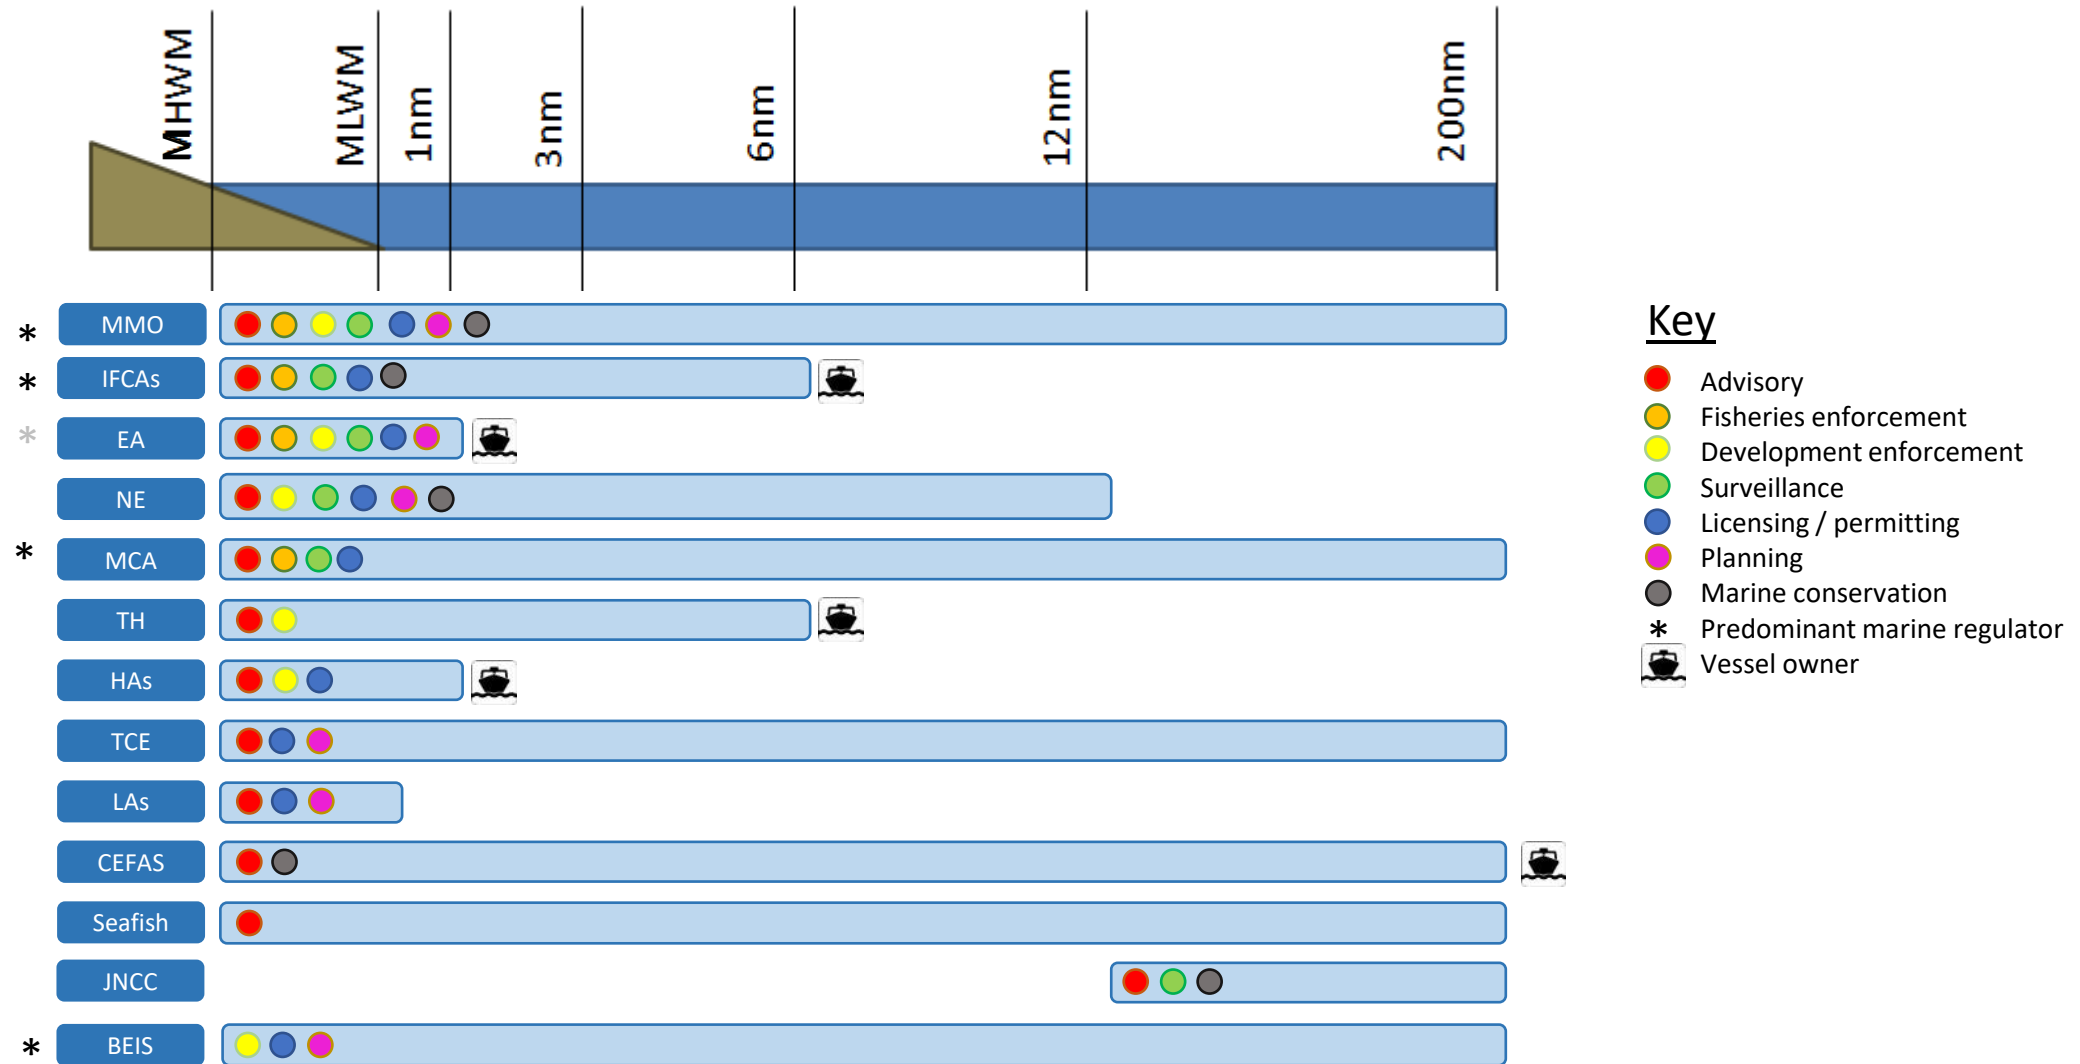 MHWM
MLWM
1nm
3nm
6nm
12nm
200nm
* MMO
* IFCAs
* EA
NE
* MCA
TH
HAs
TCE
LAs
CEFAS
Seafish
JNCC
* BEIS
Key
Advisory
Fisheries enforcement
Development enforcement
Surveillance
Licensing / permitting
Planning
Marine conservation
* Predominant marine regulator
Vessel owner